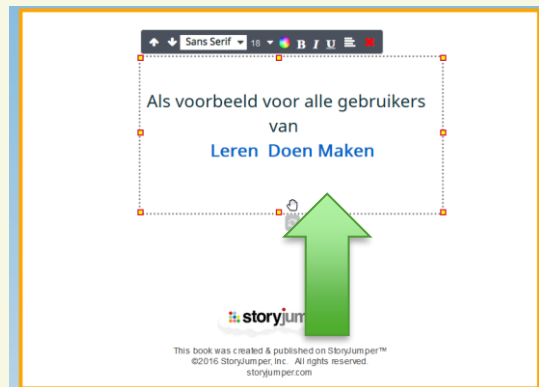 Sans Serif 18 B I U
Als voorbeeld voor alle gebruikers
van
Leren Doen Maken
storyjum
This book was created & published on StoryJumper™
©2016 StoryJumper, Inc. All rights reserved.
storyjumper.com